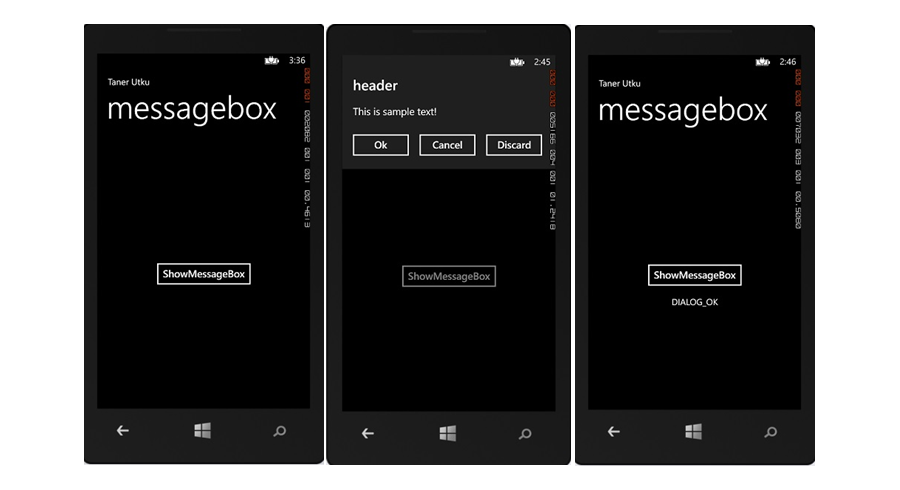 3:36
Taner Utku
messagebox
ShowMessageBox
2:45
header
This is sample text!
Ok Cancel Discard
ShowMessageBox
2:46
Taner Utku
messagebox
ShowMessageBox
DIALOG_OK